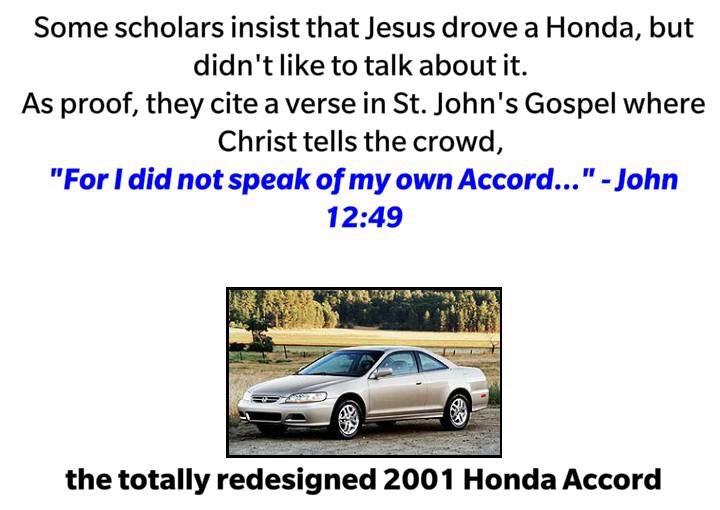 Some scholars insist that Jesus drove a Honda, but
didn't like to talk about it.
As proof, they cite a verse in St. John's Gospel where
Christ tells the crowd,
"For I did not speak of my own Accord..." - John
12:49
the totally redesigned 2001 Honda Accord